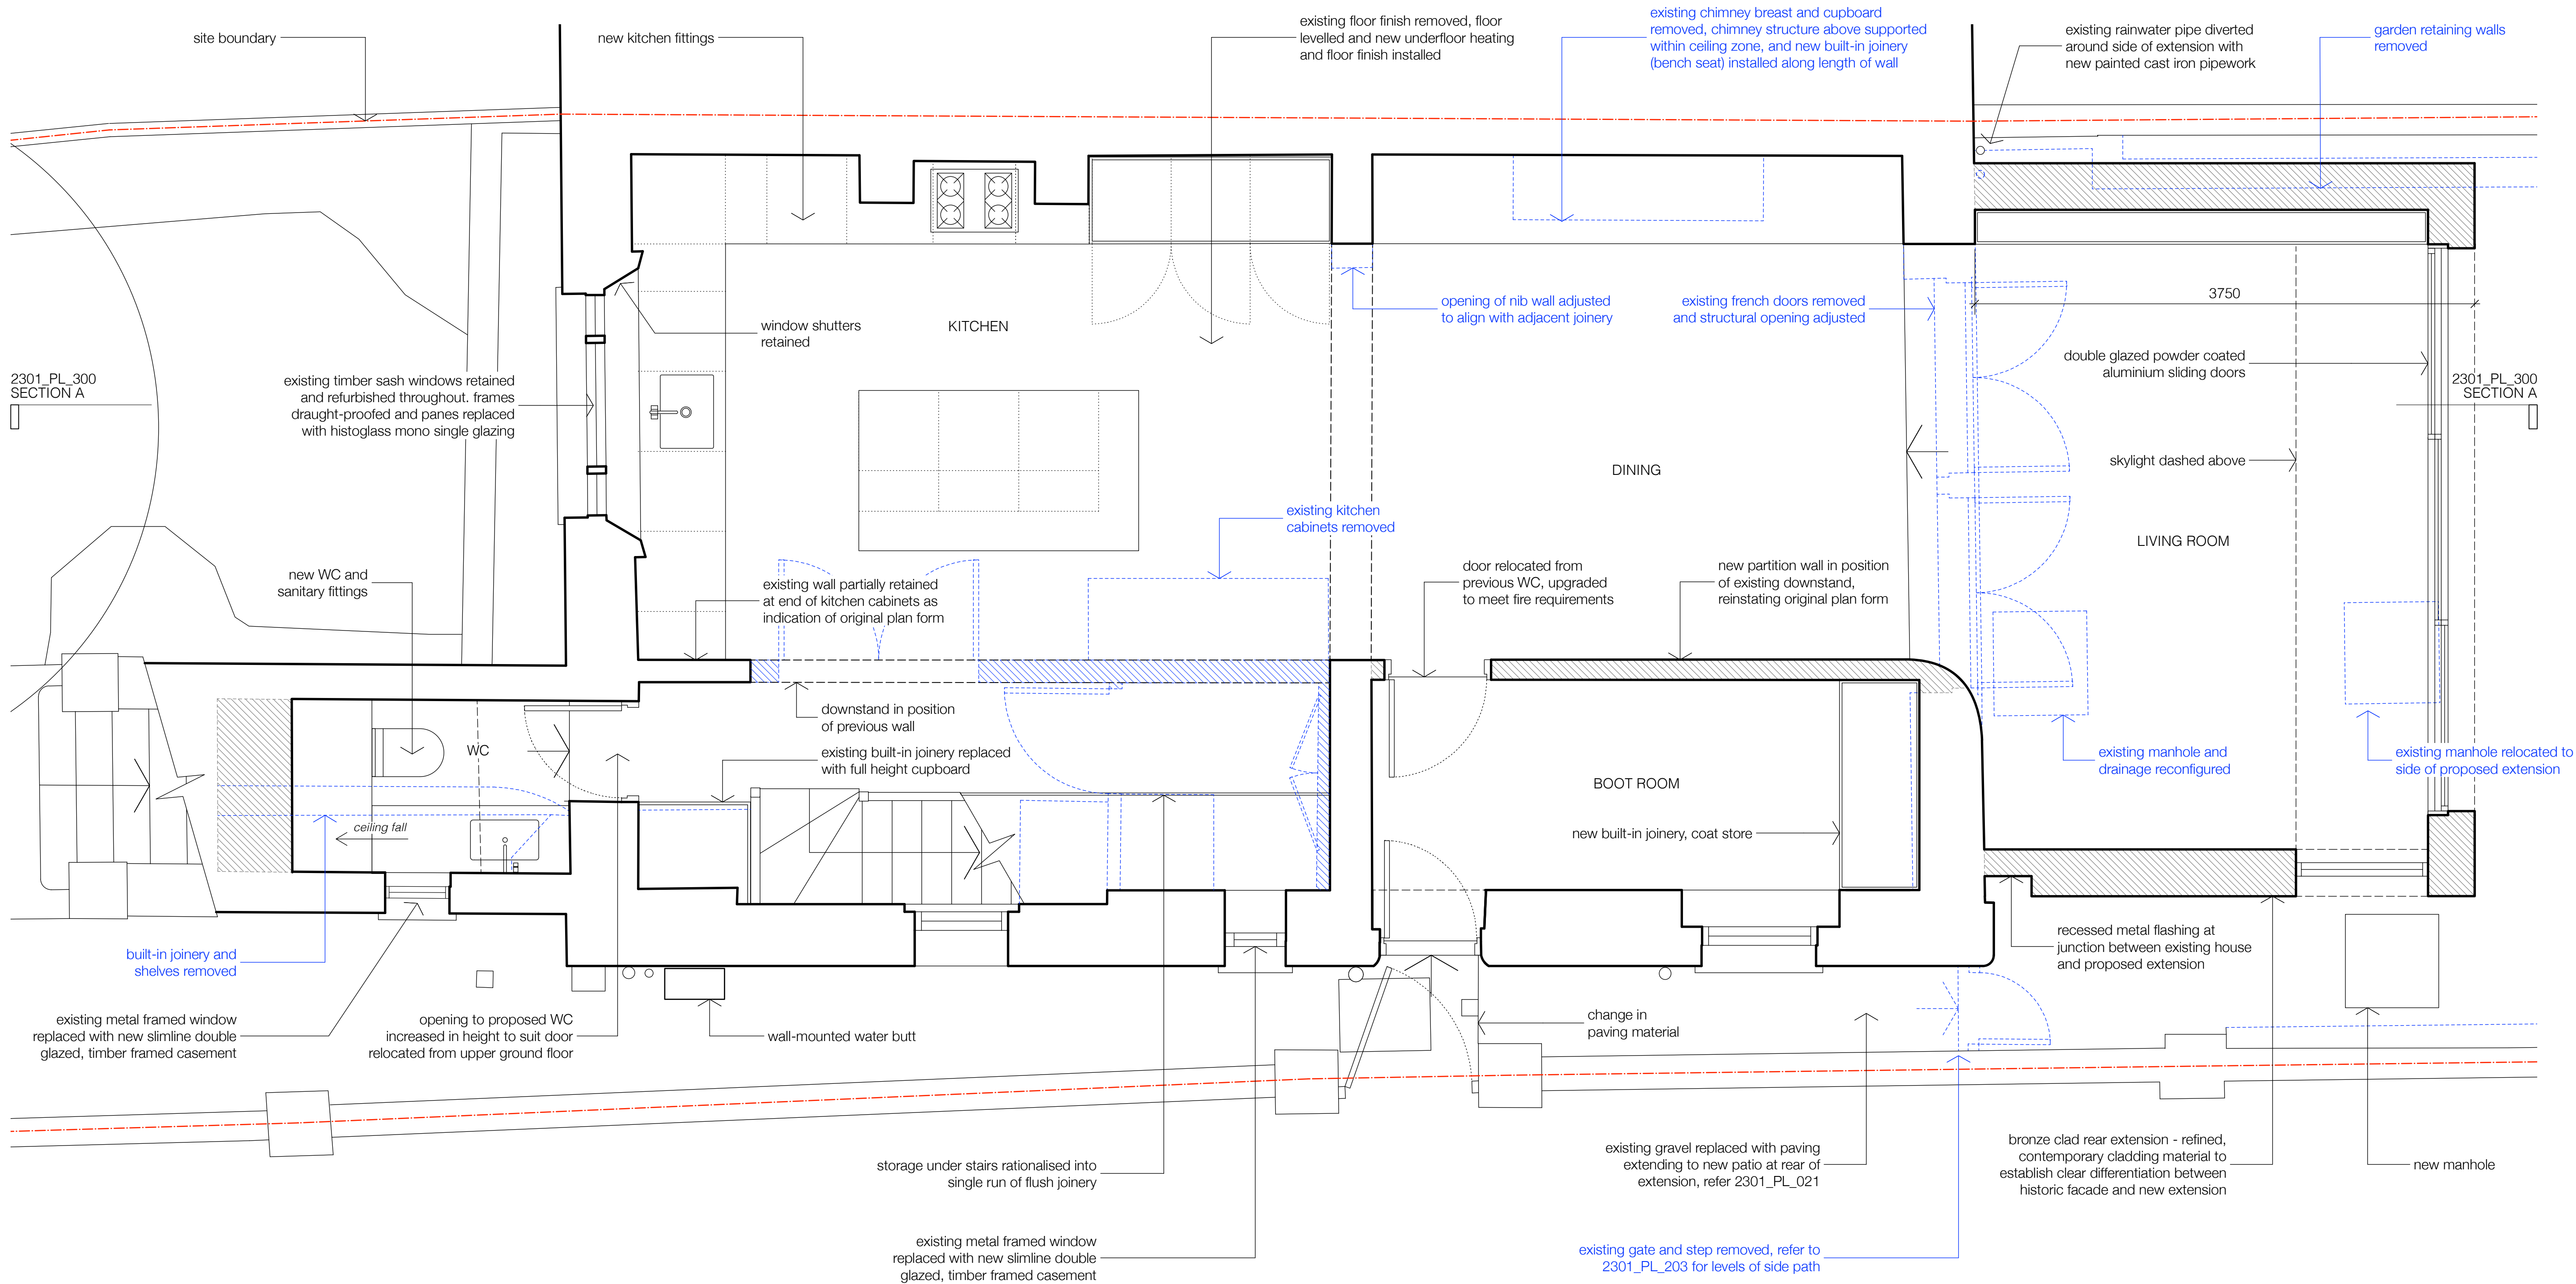 site boundary
new kitchen fittings
existing floor finish removed, floor
levelled and new underfloor heating
and floor finish installed
existing chimney breast and cupboard
removed, chimney structure above supported
within ceiling zone, and new built-in joinery
(bench seat) installed along length of wall
existing rainwater pipe diverted
around side of extension with
new painted cast iron pipework
garden retaining walls
removed
window shutters
retained
KITCHEN
opening of nib wall adjusted
to align with adjacent joinery
existing french doors removed
and structural opening adjusted
3750
double glazed powder coated
aluminium sliding doors
2301_PL_300
SECTION A
existing timber sash windows retained
and refurbished throughout. frames
draught-proofed and panes replaced
with histoglass mono single glazing
2301_PL_300
SECTION A
DINING
skylight dashed above
existing kitchen
cabinets removed
LIVING ROOM
new WC and
sanitary fittings
existing wall partially retained
at end of kitchen cabinets as
indication of original plan form
door relocated from
previous WC, upgraded
to meet fire requirements
new partition wall in position
of existing downstand,
reinstating original plan form
downstand in position
of previous wall
WC
existing built-in joinery replaced
with full height cupboard
existing manhole and
drainage reconfigured
existing manhole relocated to
side of proposed extension
BOOT ROOM
ceiling fall
new built-in joinery, coat store
built-in joinery and
shelves removed
recessed metal flashing at
junction between existing house
and proposed extension
existing metal framed window
replaced with new slimline double
glazed, timber framed casement
opening to proposed WC
increased in height to suit door
relocated from upper ground floor
wall-mounted water butt
change in
paving material
storage under stairs rationalised into
single run of flush joinery
existing gravel replaced with paving
extending to new patio at rear of
extension, refer 2301_PL_021
bronze clad rear extension - refined,
contemporary cladding material to
establish clear differentiation between
historic facade and new extension
new manhole
existing metal framed window
replaced with new slimline double
glazed, timber framed casement
existing gate and step removed, refer to
2301_PL_203 for levels of side path